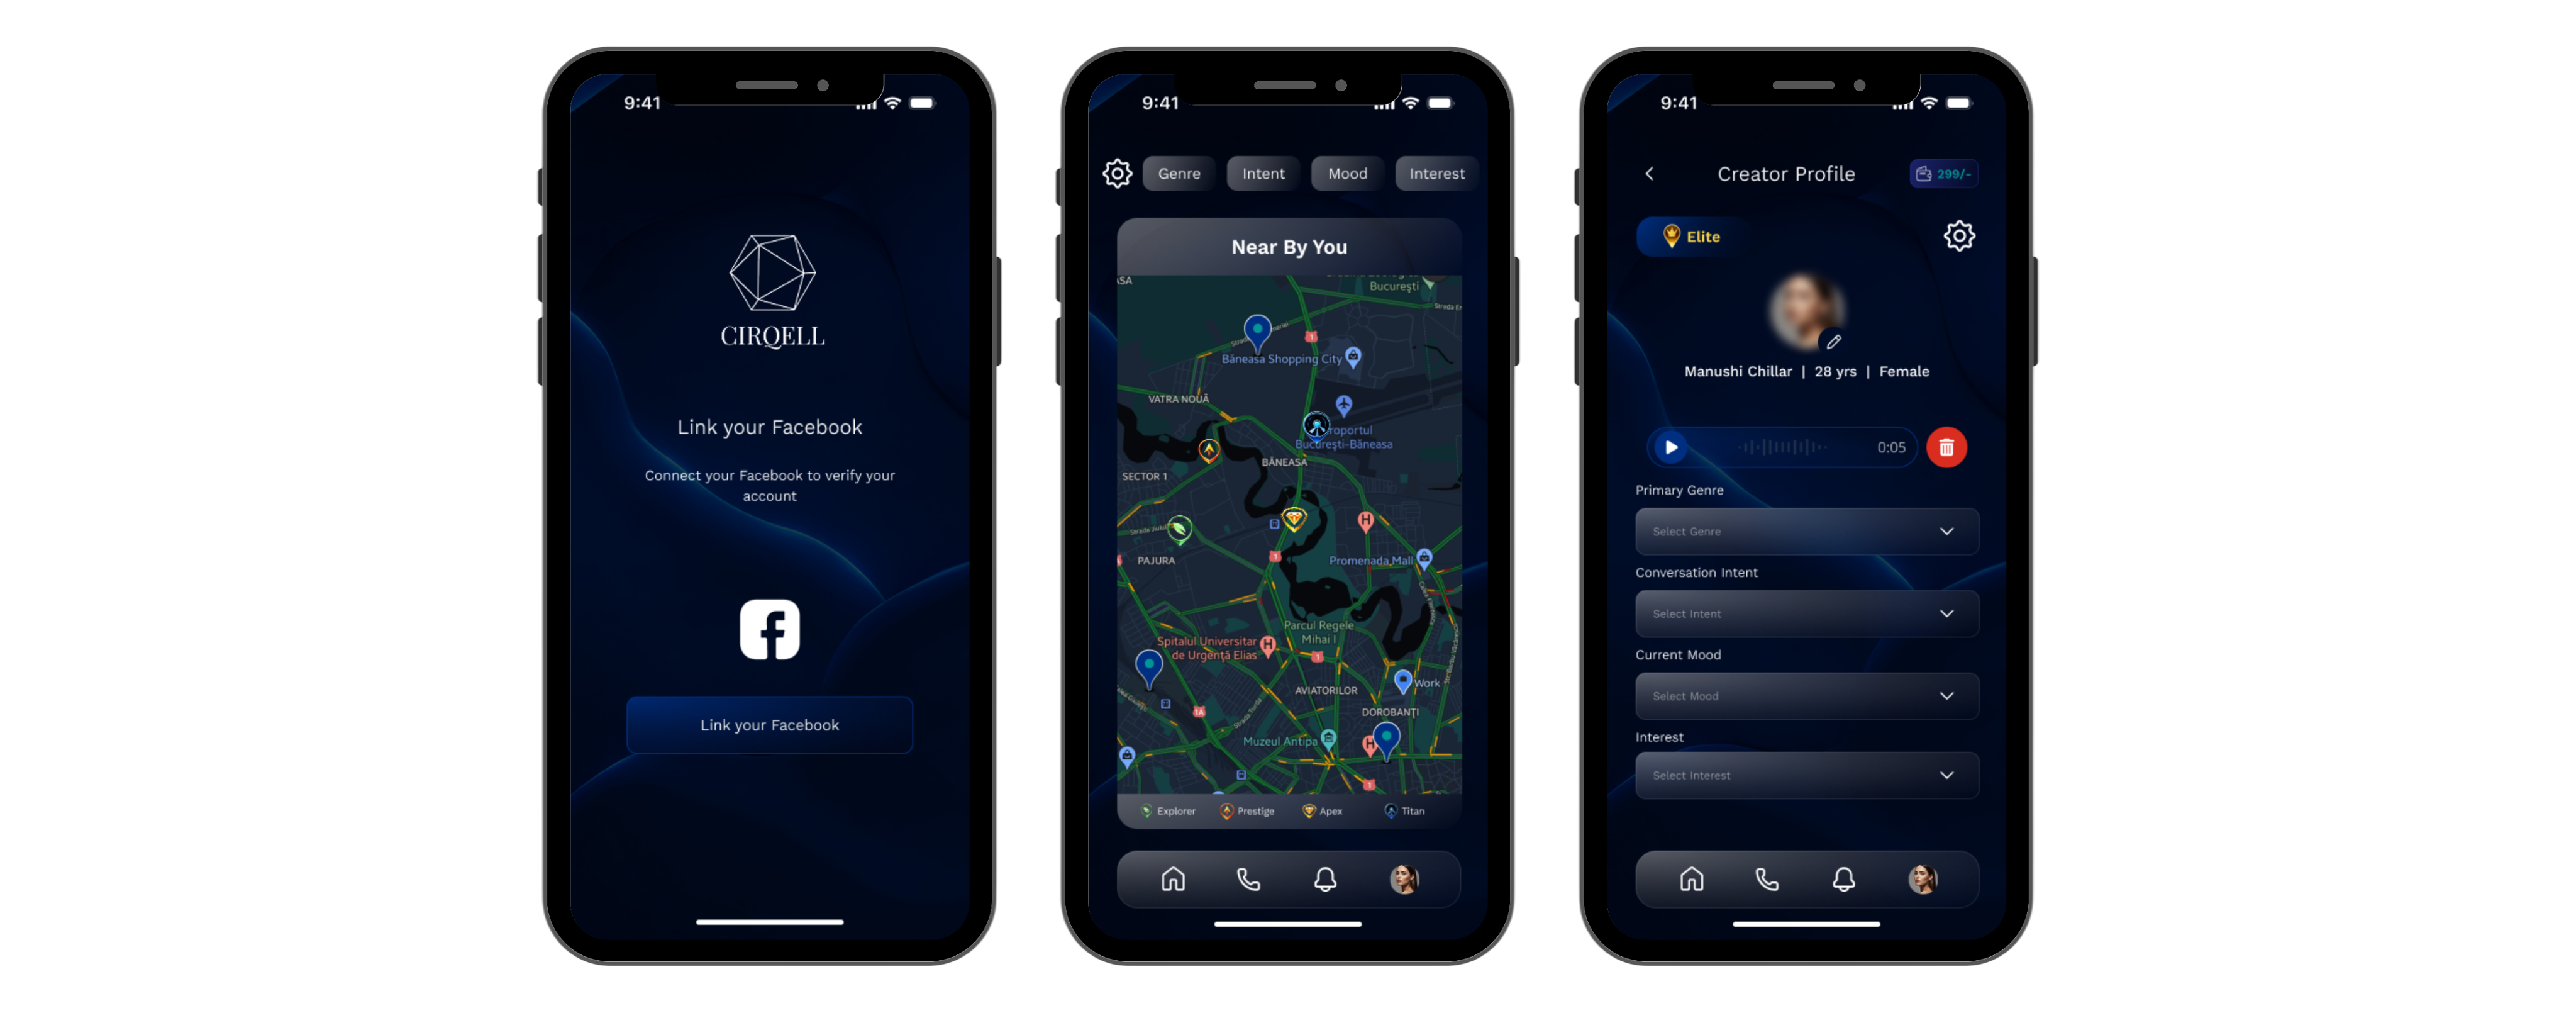 9:41
CIRQELL
Link your Facebook
Connect your Facebook to verify your
account
Link your Facebook
9:41
Genre
Intent
Mood
Interest
Near By You
București
Băneasa Shopping City
VATRA NOUĂ
București-Băneasa
BĂNEASA
SECTOR 1
PAJURA
Promenada Mall
Parcul Regele
Mihai I
Spitalul Universitar
de Urgență Elias
Work
AVIATORILOR
1A
DOROBANȚI
Muzeul Antipa
Explorer
Prestige
Apex
Titan
9:41
Creator Profile
299/-
Elite
Manushi Chillar | 28 yrs | Female
0:05
Primary Genre
Select Genre
Conversation Intent
Select Intent
Current Mood
Select Mood
Interest
Select Interest